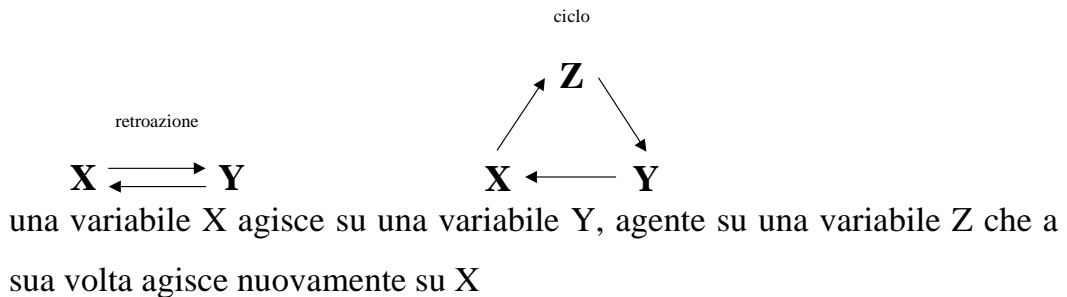 ciclo
Z
retroazione
X Y
X Y
una variabile X agisce su una variabile Y, agente su una variabile Z che a
sua volta agisce nuovamente su X